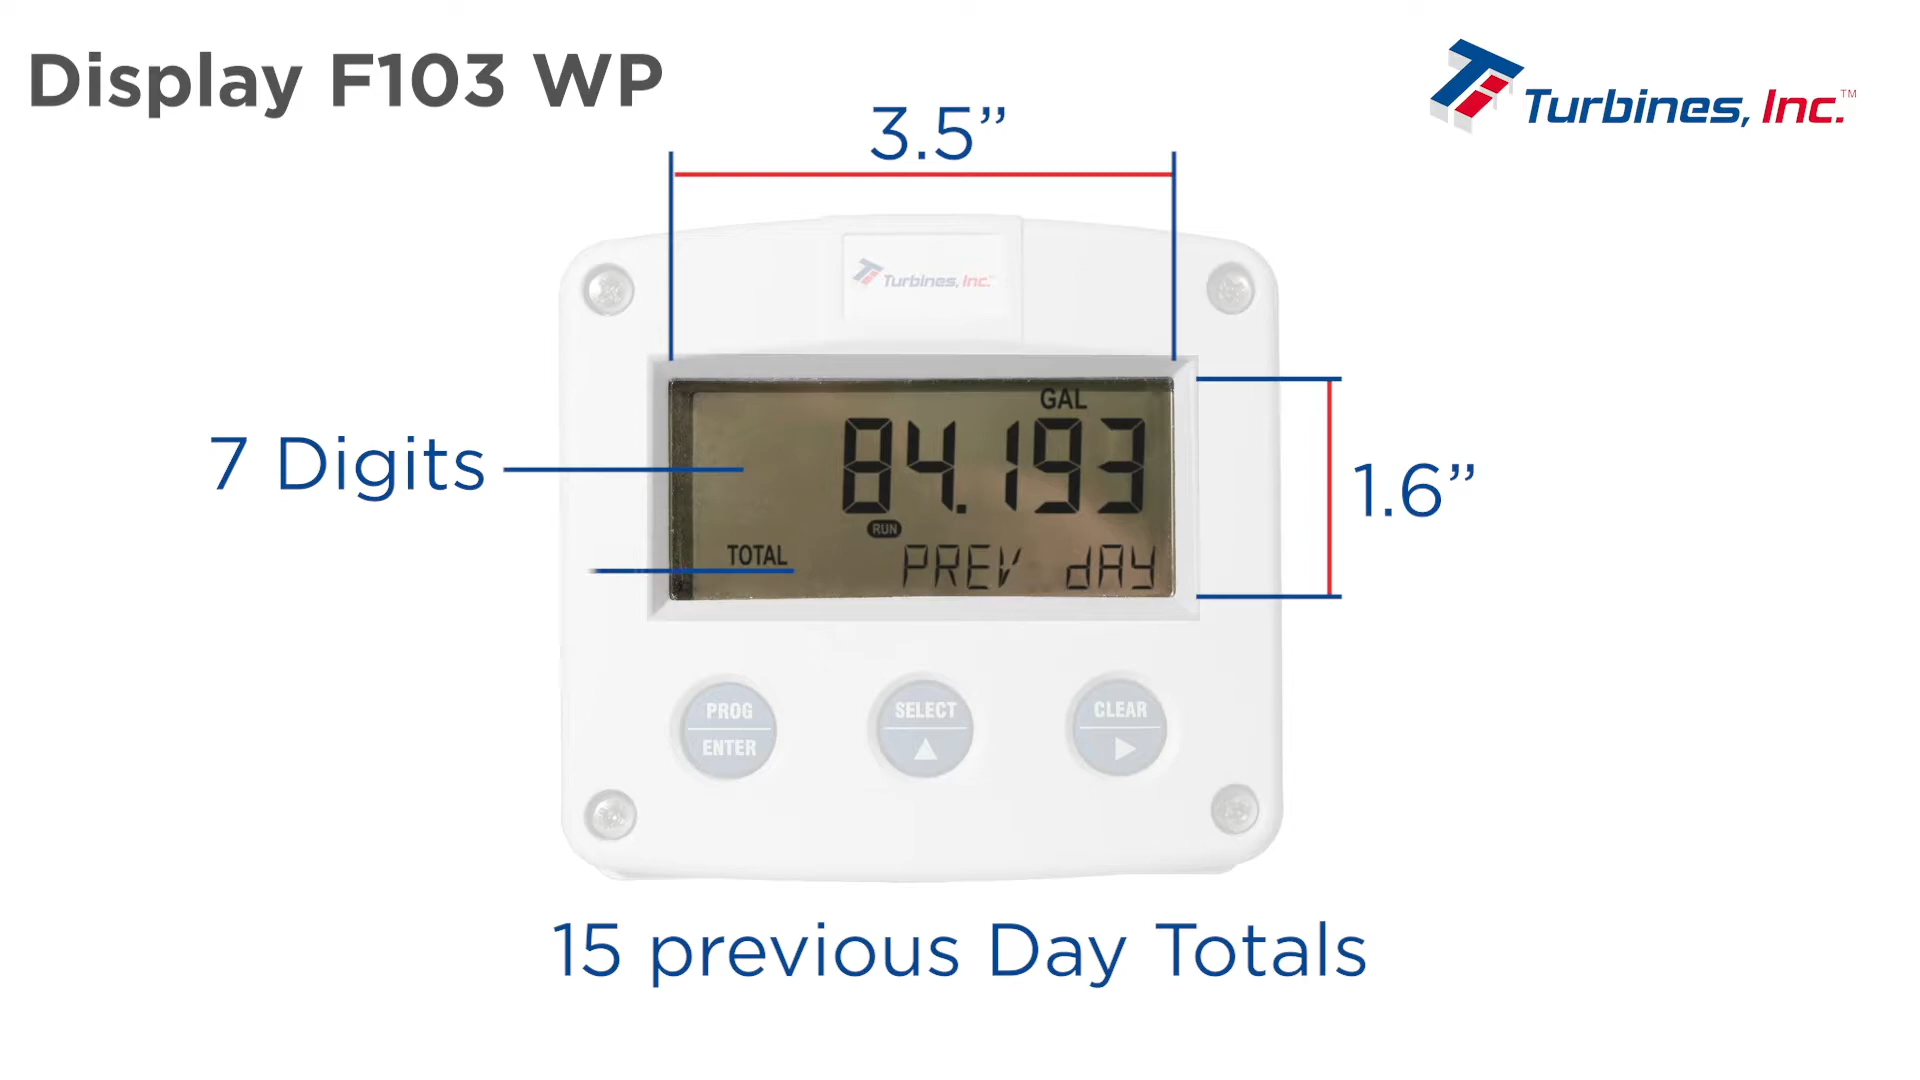 Display F103 WP
Turbines, Inc.™
3.5”
Turbines, Inc.
GAL
7 Digits
84.193
1.6”
RUN
TOTAL
PREV dAY
PROG
ENTER
SELECT
CLEAR
15 previous Day Totals